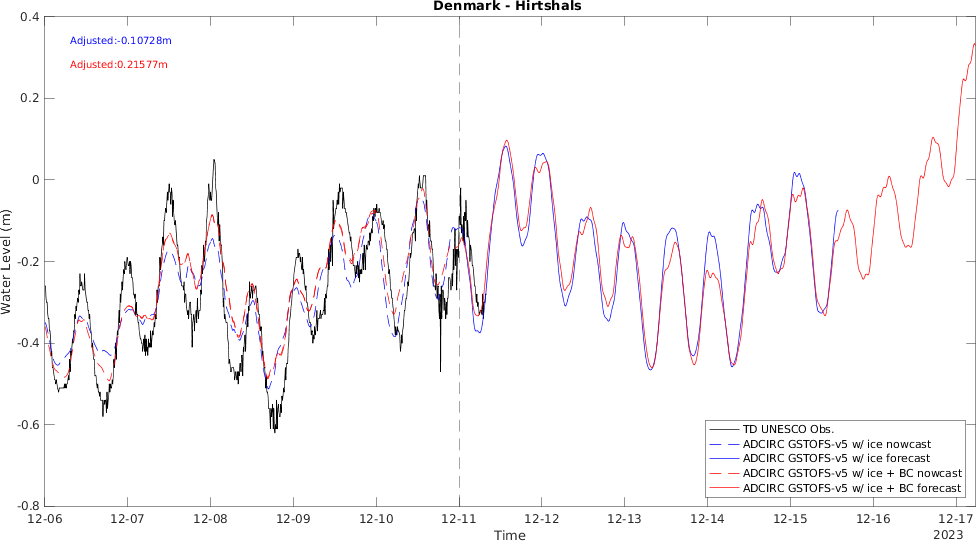 Denmark - Hirtshals
Adjusted:-0.10728m
Adjusted:0.21577m
Water Level (m)
0.4
0.2
0
-0.2
-0.4
-0.6
-0.8
TD UNESCO Obs.
ADCIRC GSTOFS-v5 w/ ice nowcast
ADCIRC GSTOFS-v5 w/ ice forecast
ADCIRC GSTOFS-v5 w/ ice + BC nowcast
ADCIRC GSTOFS-v5 w/ ice + BC forecast
12-06 12-07 12-08 12-09 12-10 12-11 12-12 12-13 12-14 12-15 12-16 12-17
Time
2023